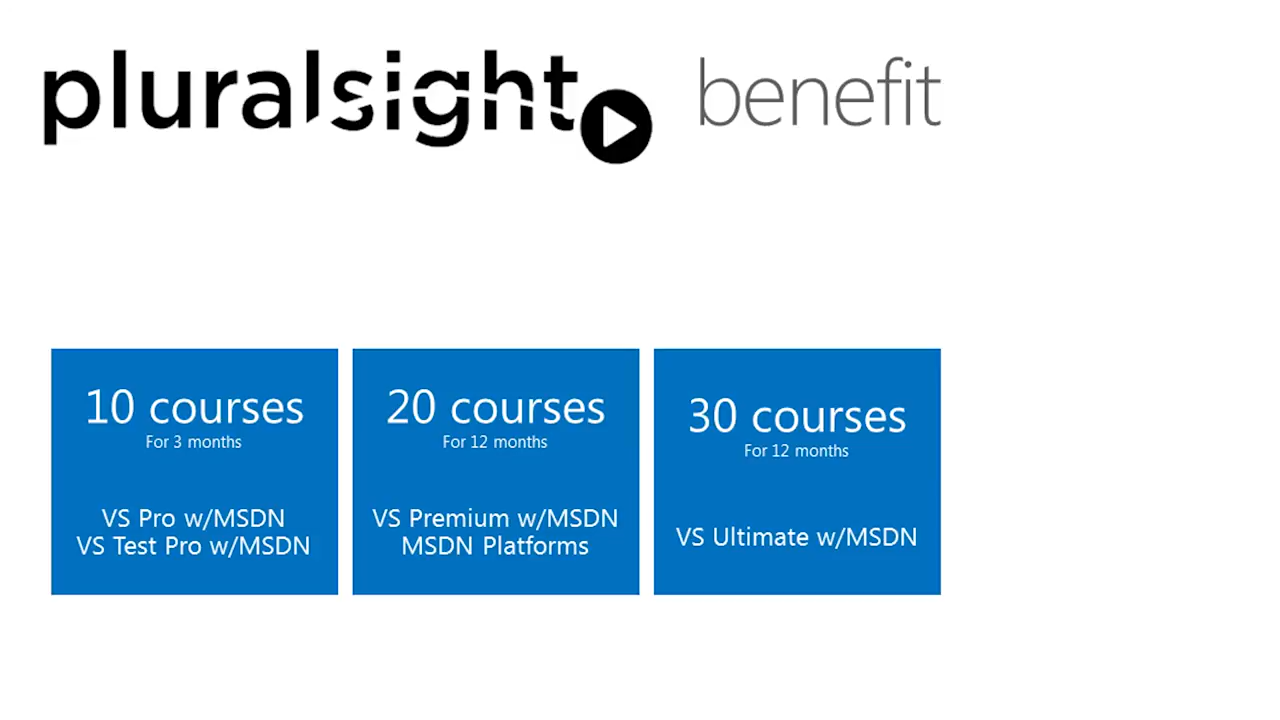 pluralsight benefit
10 courses
For 3 months
VS Pro w/MSDN
VS Test Pro w/MSDN
20 courses
For 12 months
VS Premium w/MSDN
MSDN Platforms
30 courses
For 12 months
VS Ultimate w/MSDN